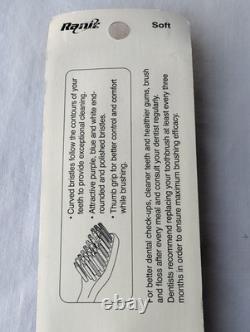 Rani
Soft
• Curved bristles follow the contours of your
teeth to provide exceptional cleaning.
• Attractive purple, blue and white end-
rounded and polished bristles.
• Thumb grip for better control and comfort
while brushing.
For better dental check-ups, cleaner teeth and healthier gums, brush
and floss after every meal and consult your dentist regularly.
Dentists recommend replacing your toothbrush at least every three
months in order to ensure maximum brushing efficacy.
© ebay